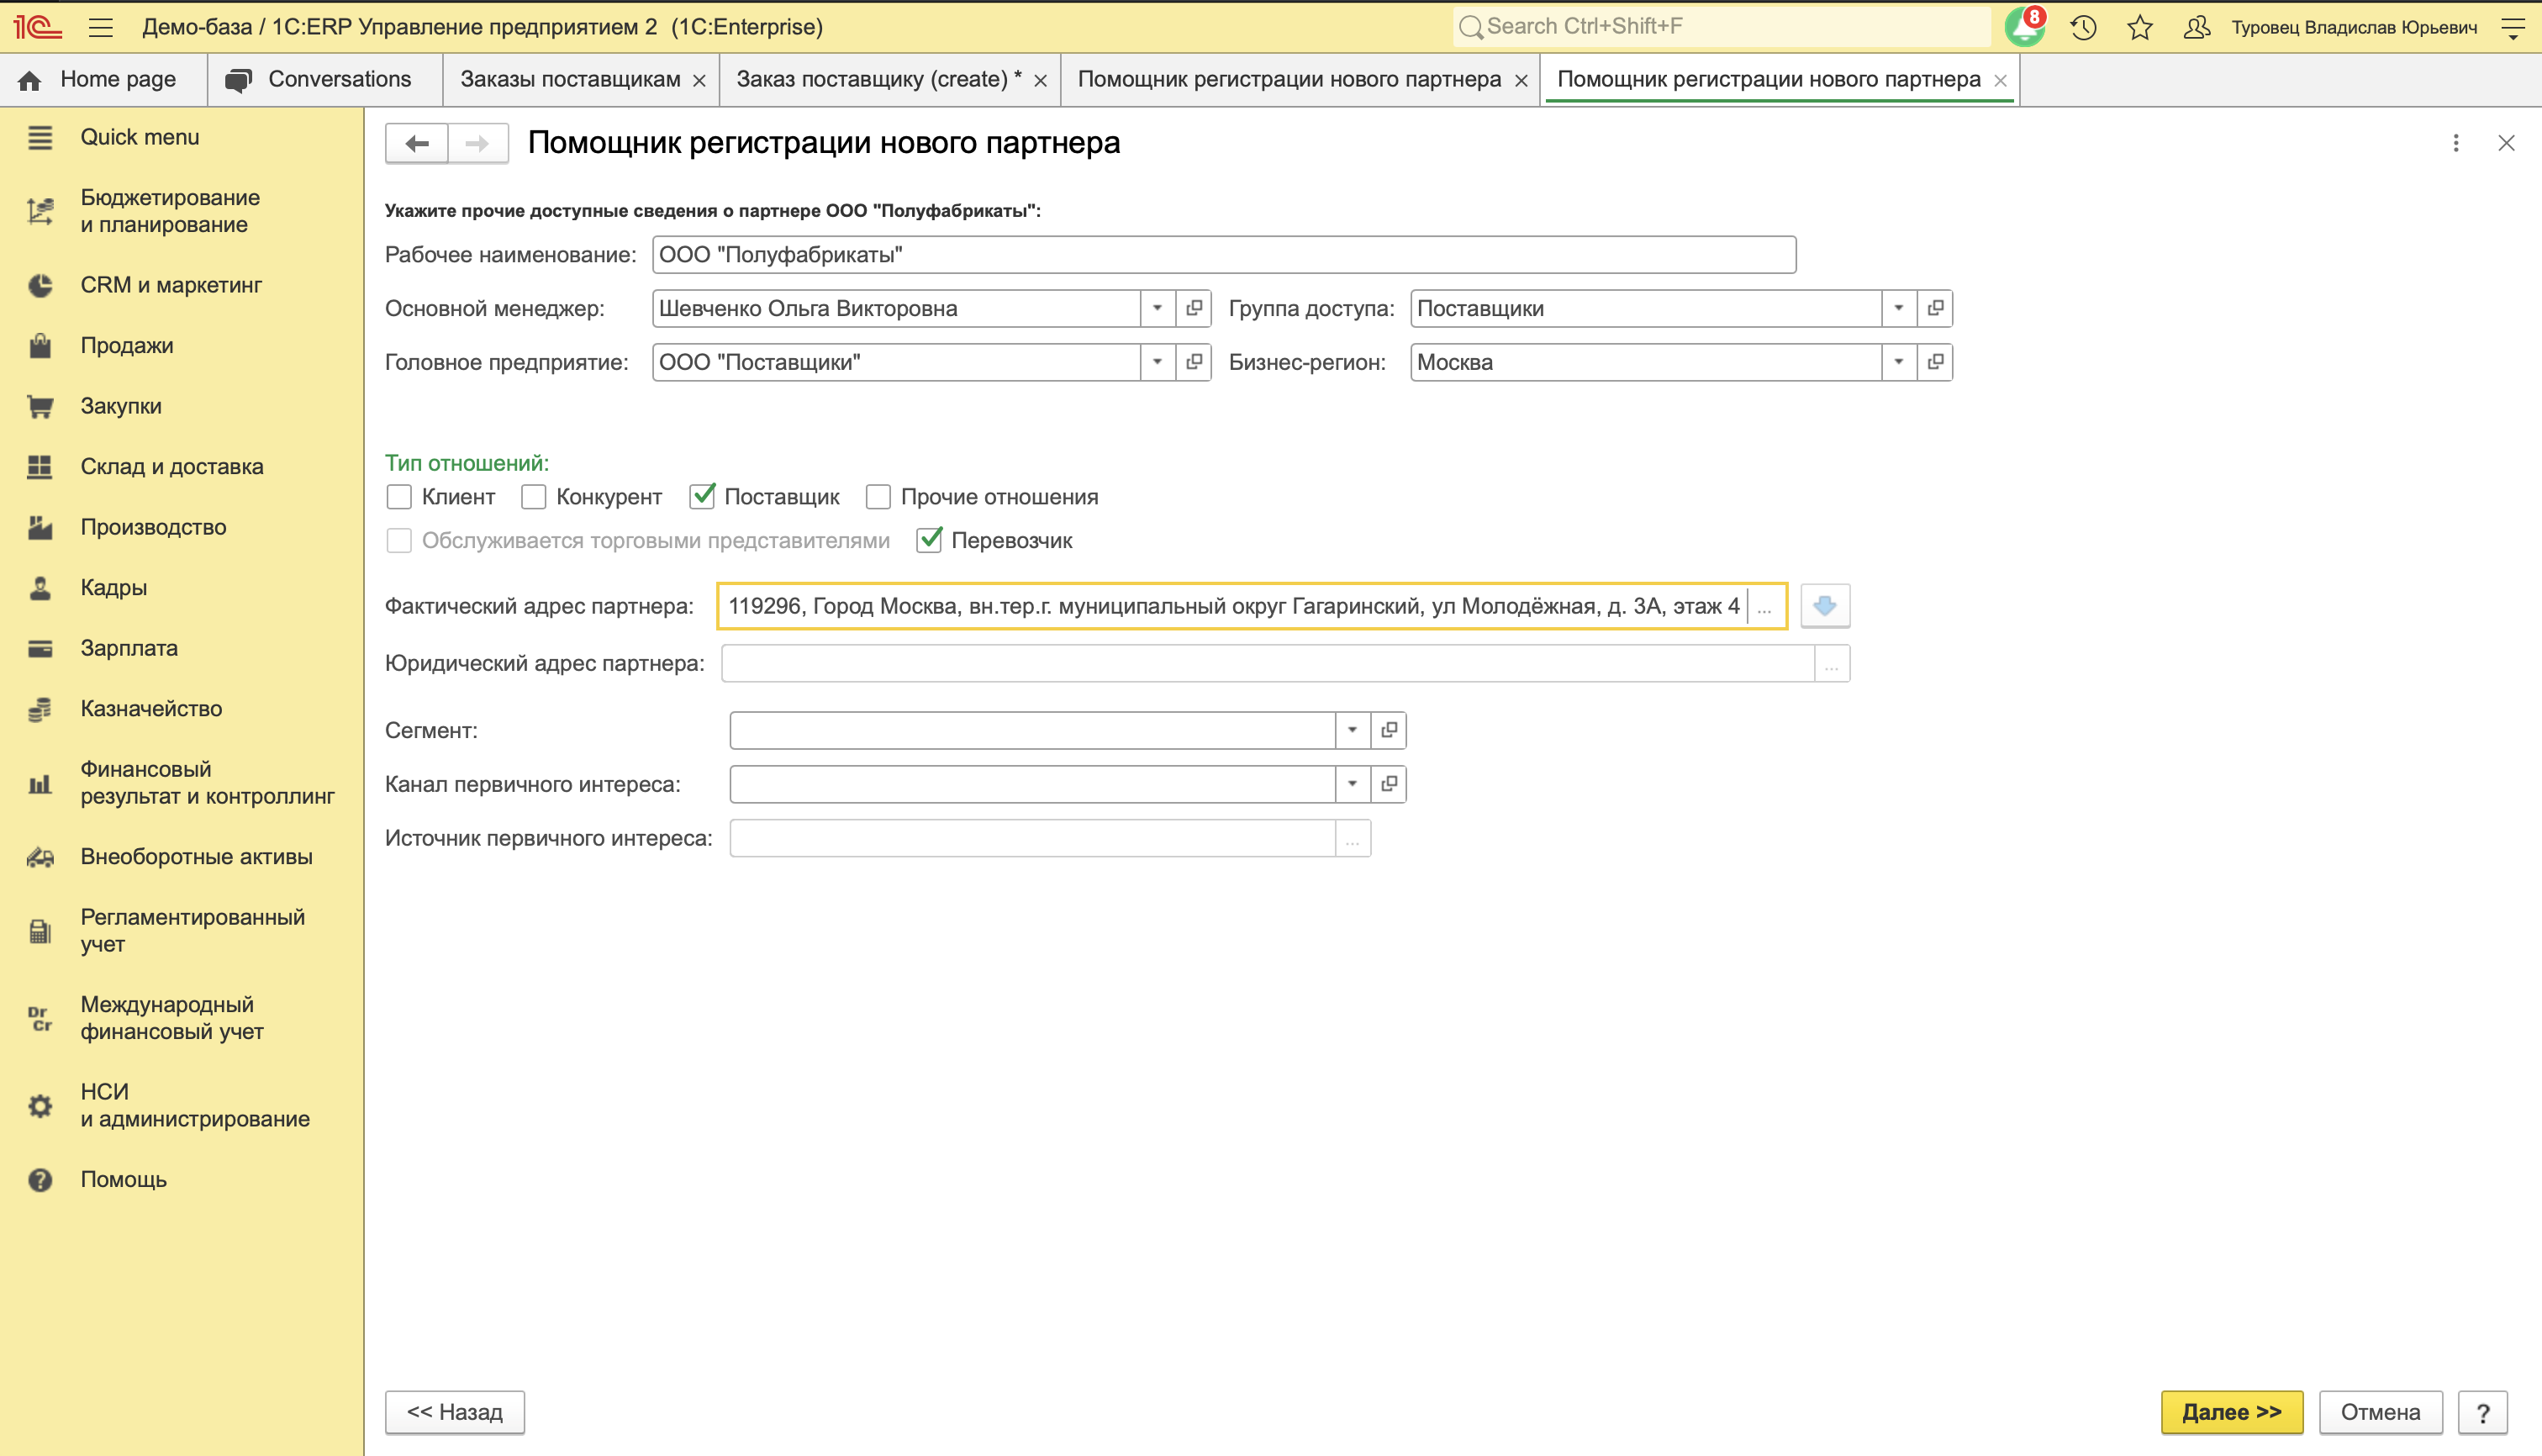 1С Демо-база / 1С:ERP Управление предприятием 2 (1C:Enterprise) Search Ctrl+Shift+F 8 Туровец Владислав Юрьевич
Home page Conversations Заказы поставщикам Заказ поставщику (create) * Помощник регистрации нового партнера Помощник регистрации нового партнера
Quick menu
Бюджетирование
и планирование
CRM и маркетинг
Продажи
Закупки
Склад и доставка
Производство
Кадры
Зарплата
Казначейство
Финансовый
результат и контроллинг
Внеоборотные активы
Регламентированный
учет
Dr
Cr
Международный
финансовый учет
НСИ
и администрирование
Помощь
Помощник регистрации нового партнера
Укажите прочие доступные сведения о партнере ООО "Полуфабрикаты":
Рабочее наименование: ООО "Полуфабрикаты"
Основной менеджер: Шевченко Ольга Викторовна Группа доступа: Поставщики
Головное предприятие: ООО "Поставщики" Бизнес-регион: Москва
Тип отношений:
Клиент Конкурент Поставщик Прочие отношения
Обслуживается торговыми представителями Перевозчик
Фактический адрес партнера: 119296, Город Москва, вн.тер.г. муниципальный округ Гагаринский, ул Молодёжная, д. 3А, этаж 4 ...
Юридический адрес партнера: ...
Сегмент:
Канал первичного интереса:
Источник первичного интереса: ...
<< Назад Далее >> Отмена ?